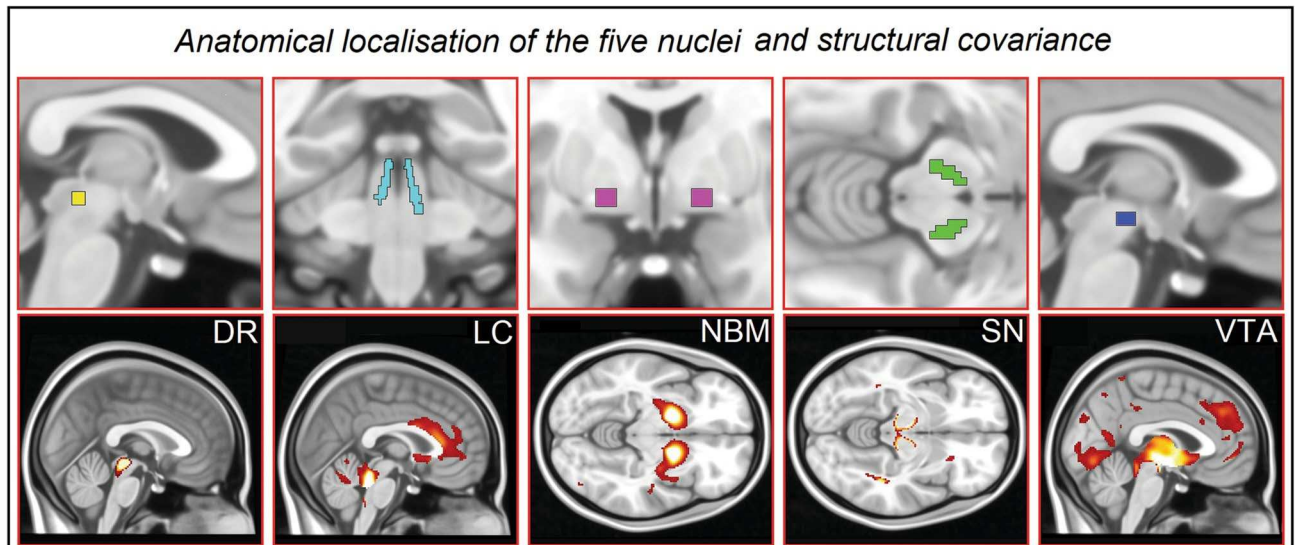 Anatomical localisation of the five nuclei and structural covariance
DR
LC
NBM
SN
VTA